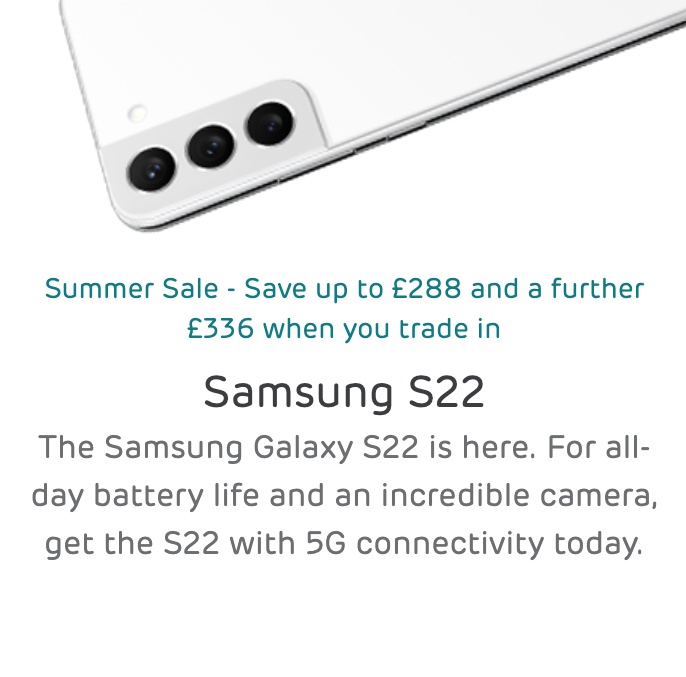 Summer Sale - Save up to £288 and a further
£336 when you trade in
Samsung S22
The Samsung Galaxy S22 is here. For all-
day battery life and an incredible camera,
get the S22 with 5G connectivity today.